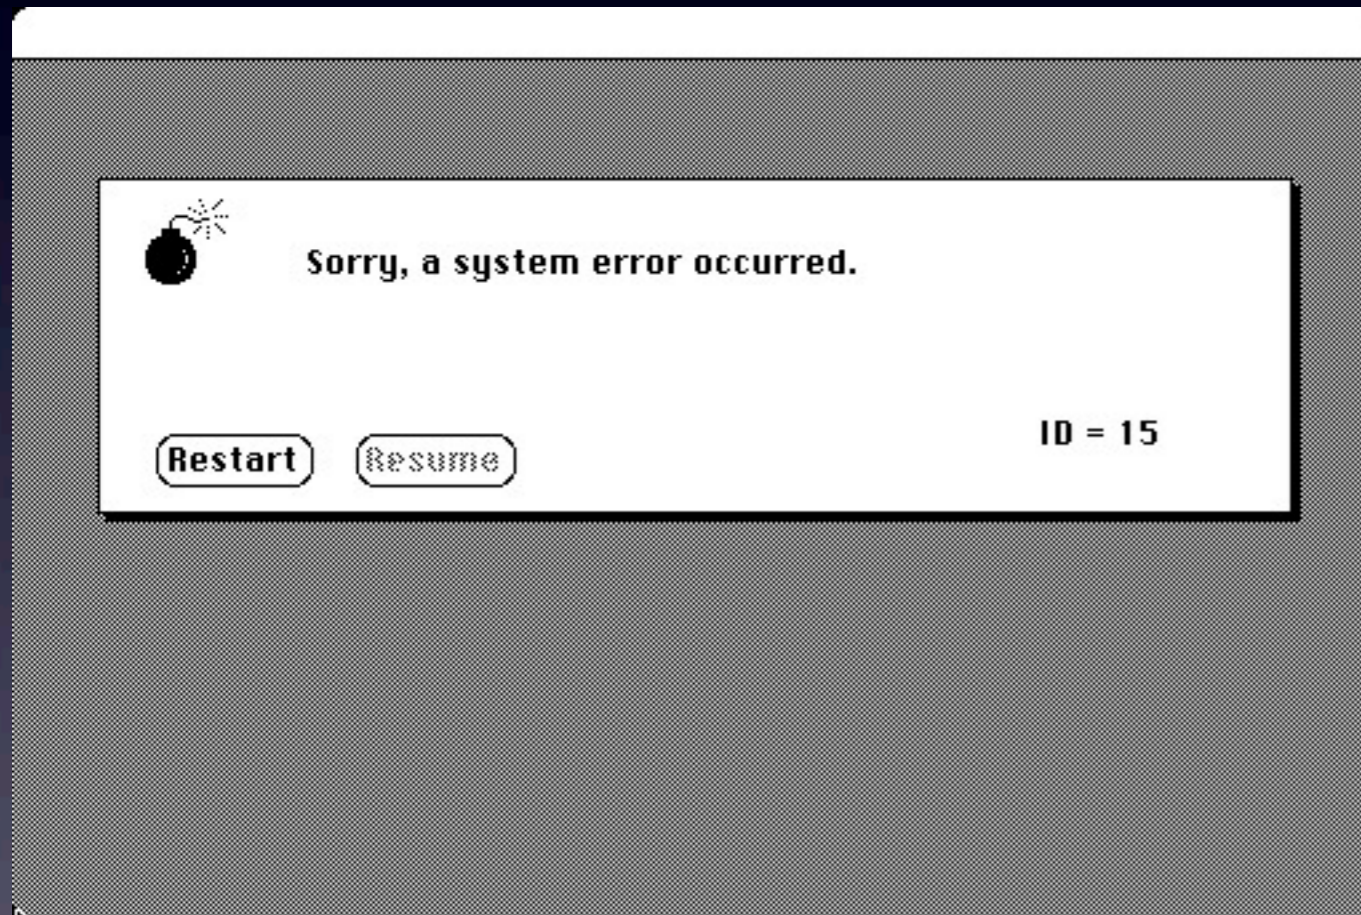 Sorry, a system error occurred.
ID = 15
Restart Resume